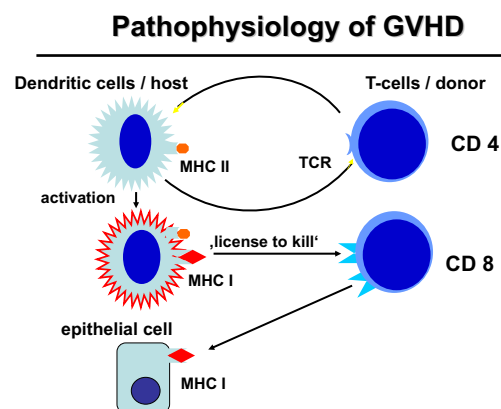 Pathophysiology of GVHD
Dendritic cells / host
T-cells / donor
CD 4
MHC II
TCR
activation
‚license to kill‘
MHC I
CD 8
epithelial cell
MHC I